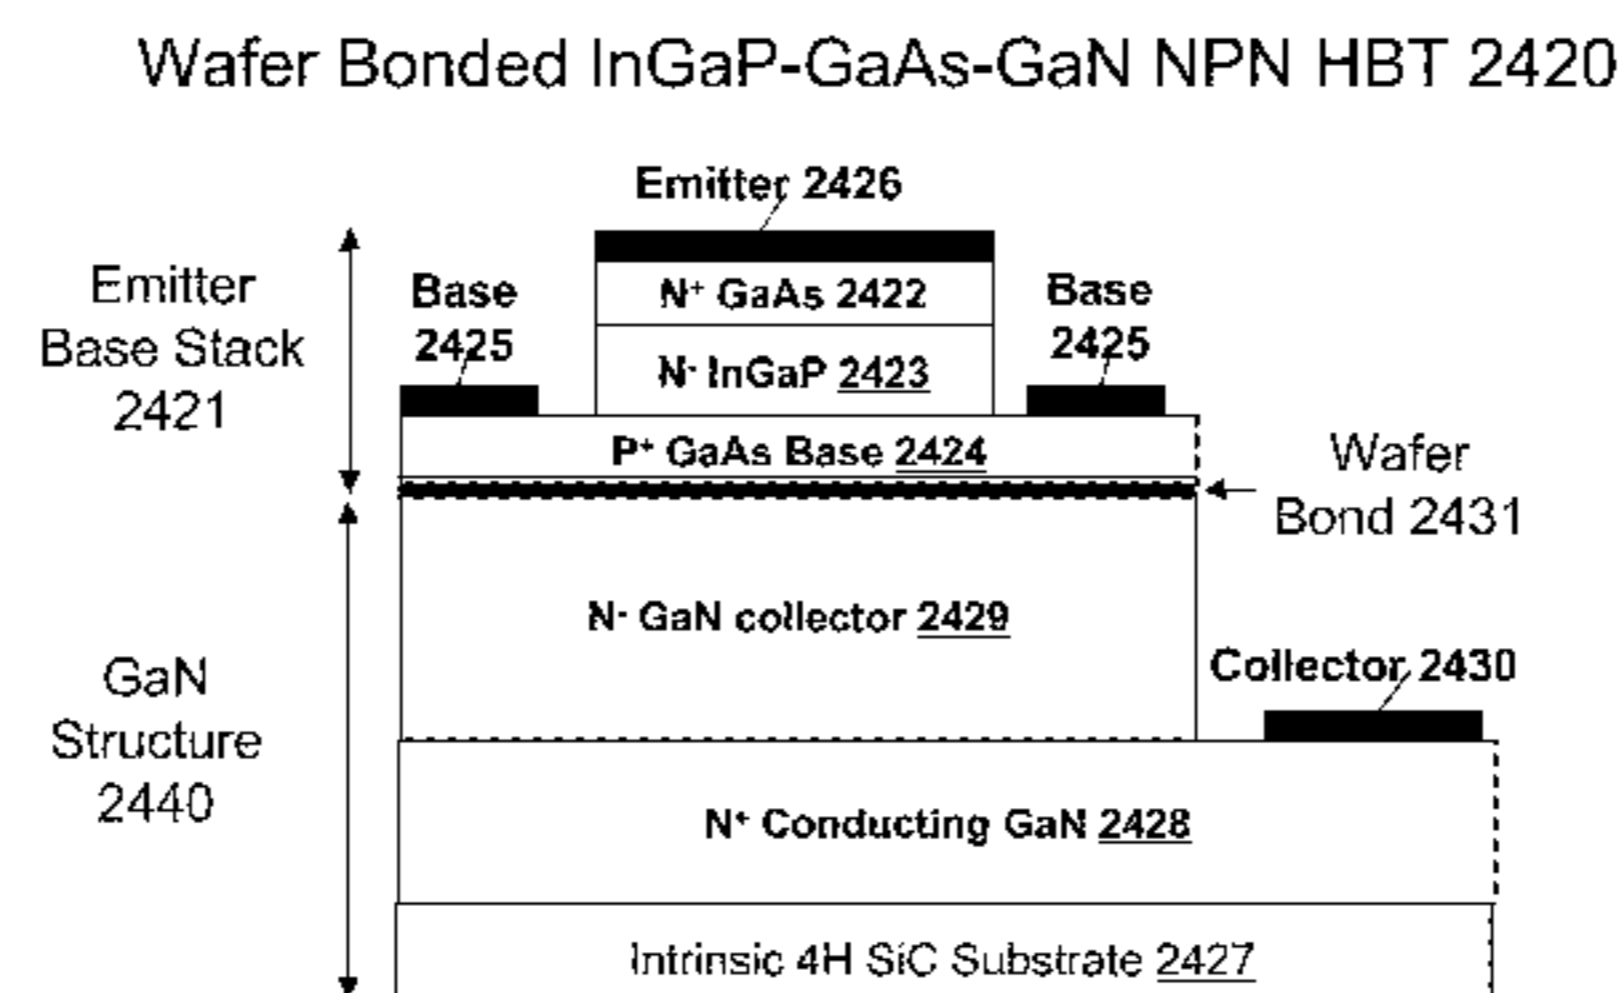 Wafer Bonded InGaP-GaAs-GaN NPN HBT 2420
Emitter 2426
Emitter
Base Stack
2421
Base
2425
N+ GaAs 2422
Base
2425
N- InGaP 2423
P+ GaAs Base 2424
Wafer
Bond 2431
N- GaN collector 2429
GaN
Structure
2440
Collector 2430
N+ Conducting GaN 2428
Intrinsic 4H SiC Substrate 2427